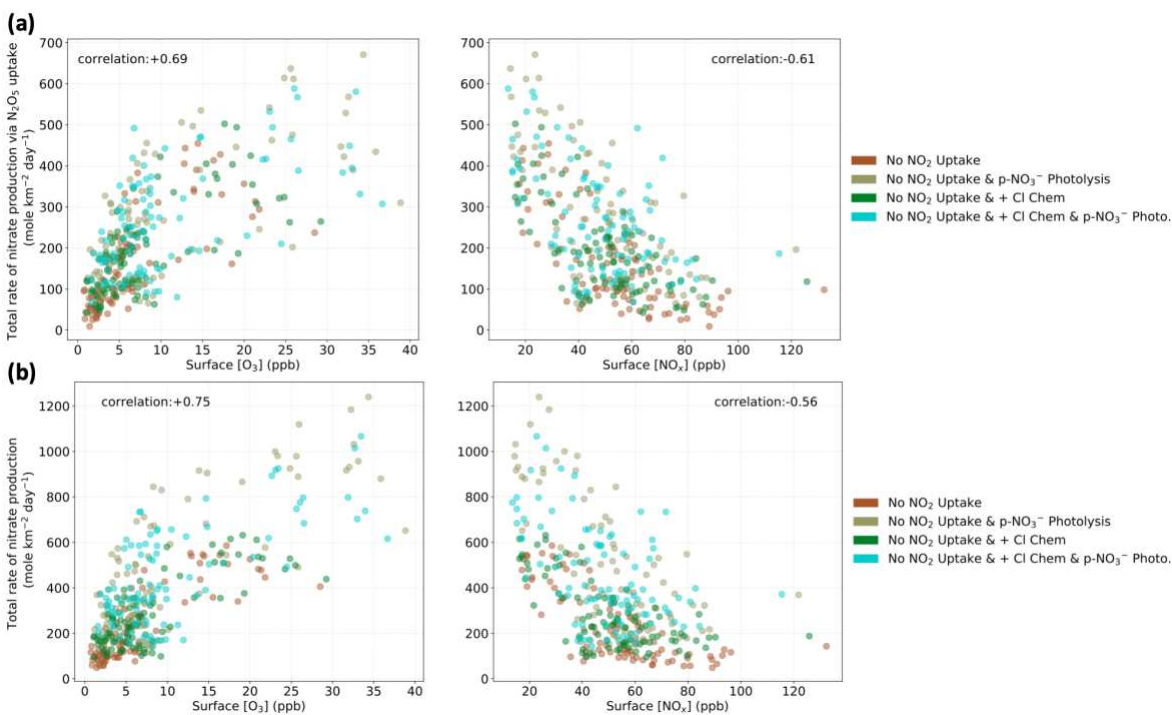 (a)
Total rate of nitrate production via N₂O₅ uptake
(mole km⁻² day⁻¹)
700
600
500
400
300
200
100
0
correlation:+0.69
0 5 10 15 20 25 30 35 40
Surface [O₃] (ppb)
700
600
500
400
300
200
100
0
correlation:-0.61
20 40 60 80 100 120
Surface [NOₓ] (ppb)
No NO₂ Uptake
No NO₂ Uptake & p-NO₃⁻ Photolysis
No NO₂ Uptake & + Cl Chem
No NO₂ Uptake & + Cl Chem & p-NO₃⁻ Photo.
(b)
Total rate of nitrate production
(mole km⁻² day⁻¹)
1200
1000
800
600
400
200
0
correlation:+0.75
0 5 10 15 20 25 30 35 40
Surface [O₃] (ppb)
1200
1000
800
600
400
200
0
correlation:-0.56
20 40 60 80 100 120
Surface [NOₓ] (ppb)
No NO₂ Uptake
No NO₂ Uptake & p-NO₃⁻ Photolysis
No NO₂ Uptake & + Cl Chem
No NO₂ Uptake & + Cl Chem & p-NO₃⁻ Photo.